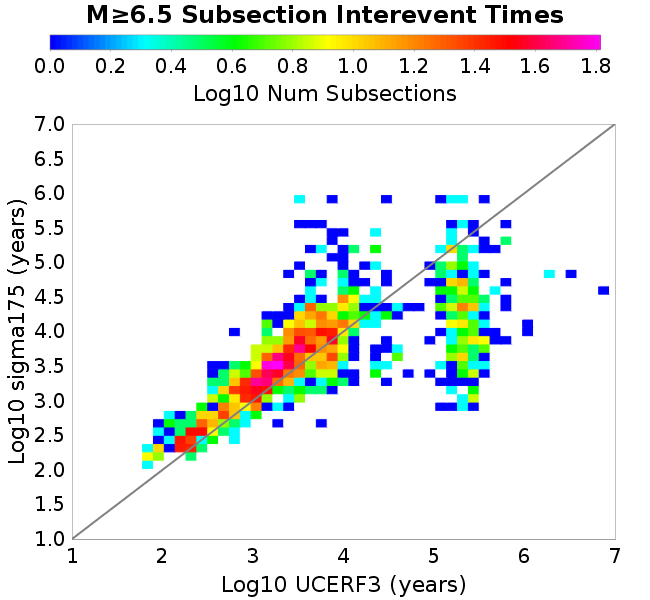 M≥6.5 Subsection Interevent Times
0.0 0.2 0.4 0.6 0.8 1.0 1.2 1.4 1.6 1.8
Log10 Num Subsections
Log10 sigma175 (years)
7.0
6.5
6.0
5.5
5.0
4.5
4.0
3.5
3.0
2.5
2.0
1.5
1.0
1 2 3 4 5 6 7
Log10 UCERF3 (years)